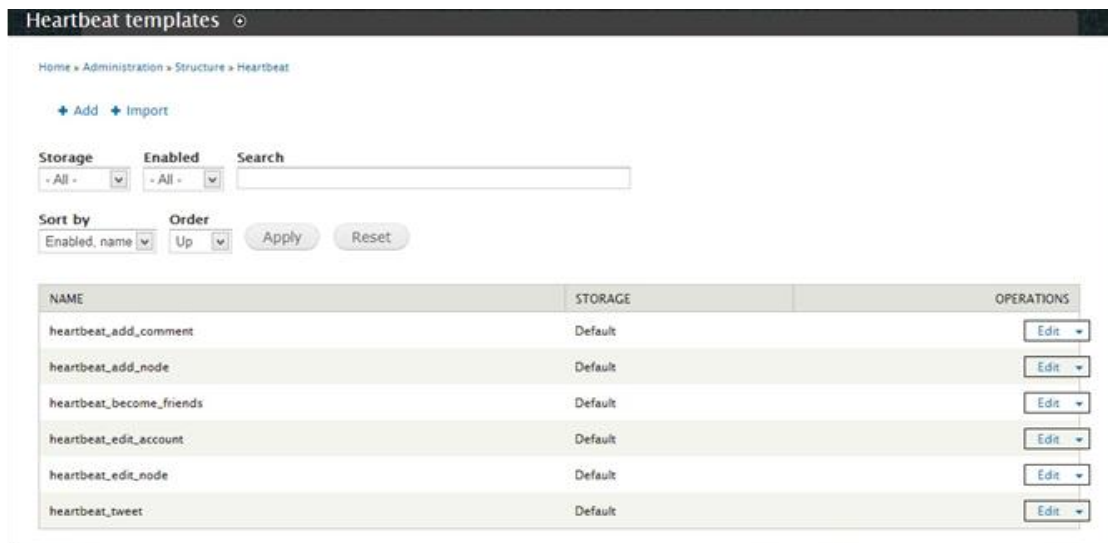 Heartbeat templates
Home » Administration » Structure » Heartbeat
+ Add + Import
Storage Enabled Search
- All - - All -
Sort by Order
Enabled, name Up Apply Reset
NAME STORAGE OPERATIONS
heartbeat_add_comment Default Edit
heartbeat_add_node Default Edit
heartbeat_become_friends Default Edit
heartbeat_edit_account Default Edit
heartbeat_edit_node Default Edit
heartbeat_tweet Default Edit